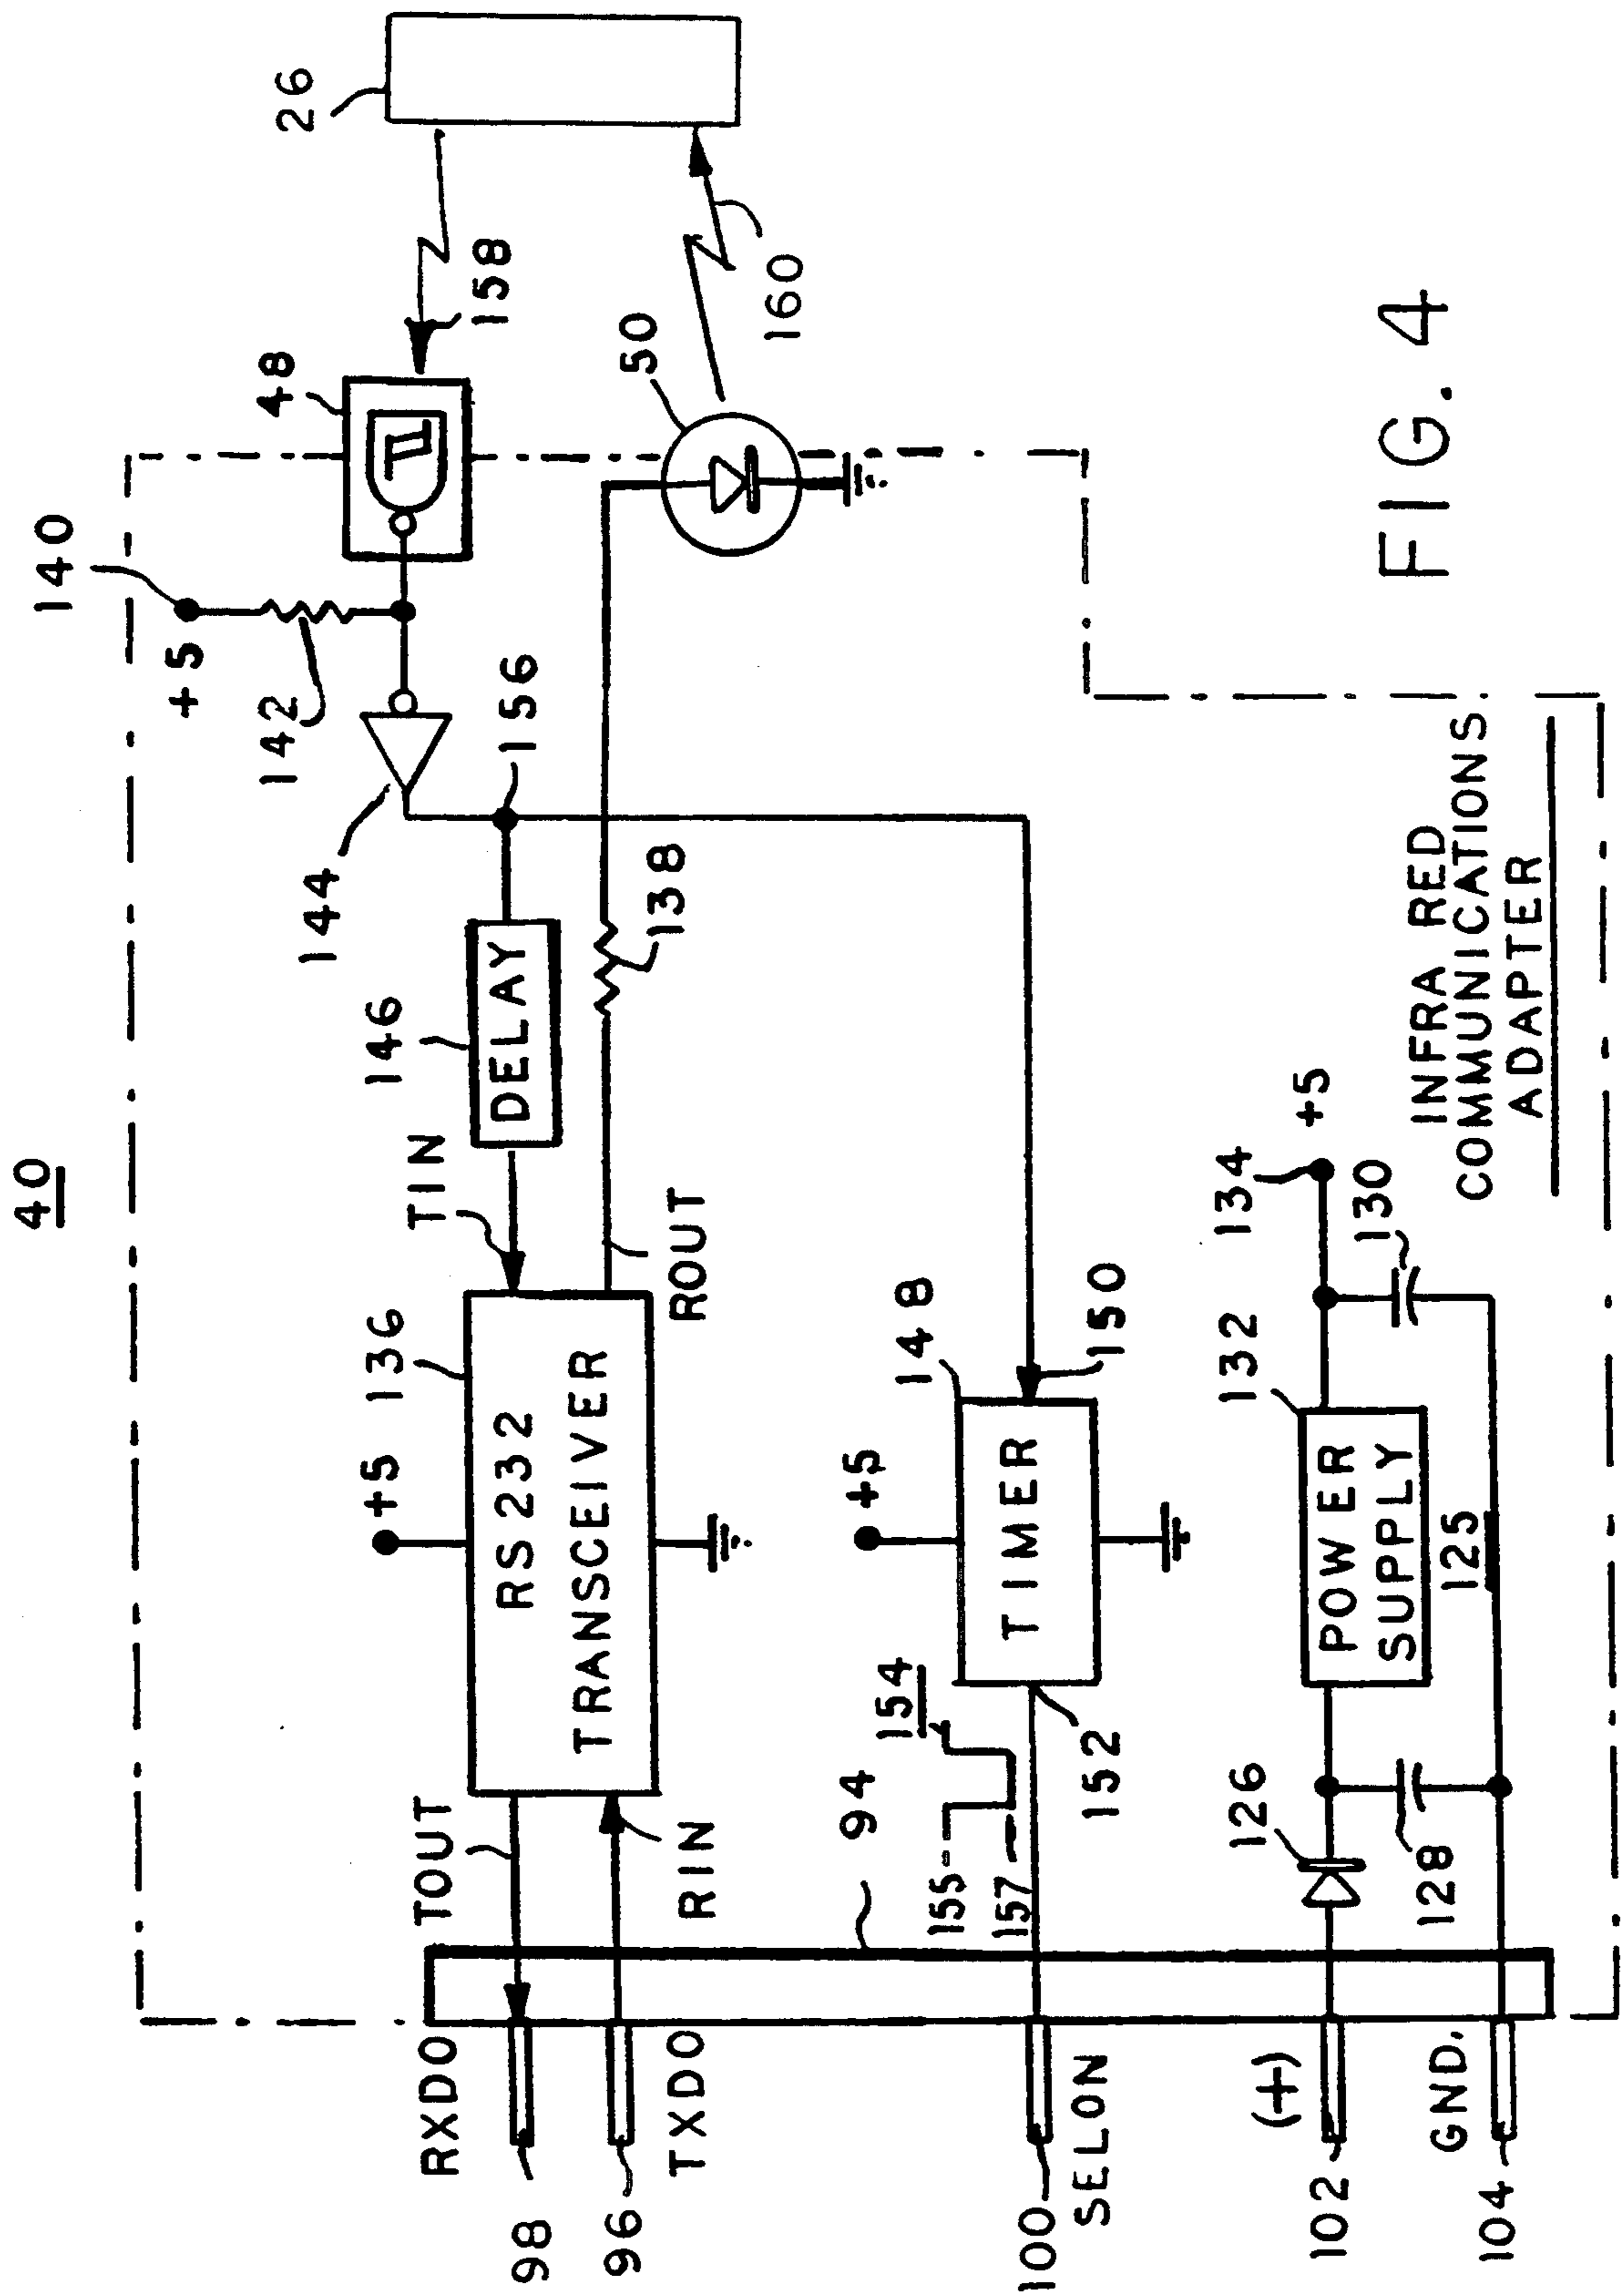 40
140
+5
142
144
48
158
26
146
DELAY
156
138
50
160
TIN
136
+5
RS232
TRANSCEIVER
ROUT
TOUT
RIN
RXDO
98
96
TXDO
+5
148
TIMER
150
154
155
157
152
94
100
SELON
126
128
132
POWER
SUPPLY
125
134
+5
130
(+)
102
GND.
104
INFRA RED
COMMUNICATIONS
ADAPTER
FIG. 4